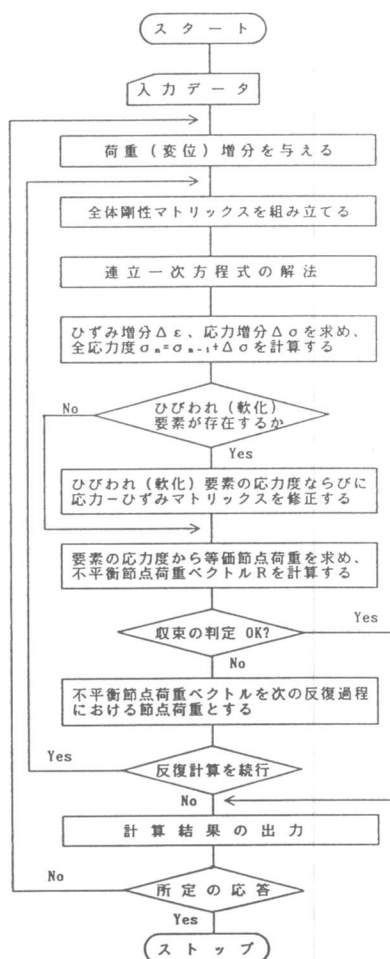 スタート
入力データ
荷重(変位)増分を与える
全体剛性マトリックスを組み立てる
連立一次方程式の解法
ひずみ増分Δε、応力増分Δσを求め、
全応力度σn=σn-1+Δσを計算する
No
ひびわれ(軟化)
要素が存在するか
Yes
ひびわれ(軟化)要素の応力度ならびに
応力-ひずみマトリックスを修正する
要素の応力度から等価節点荷重を求め、
不平衡節点荷重ベクトルRを計算する
収束の判定 OK?
Yes
No
不平衡節点荷重ベクトルを次の反復過程
における節点荷重とする
Yes
反復計算を続行
No
計算結果の出力
No
所定の応答
Yes
ストップ